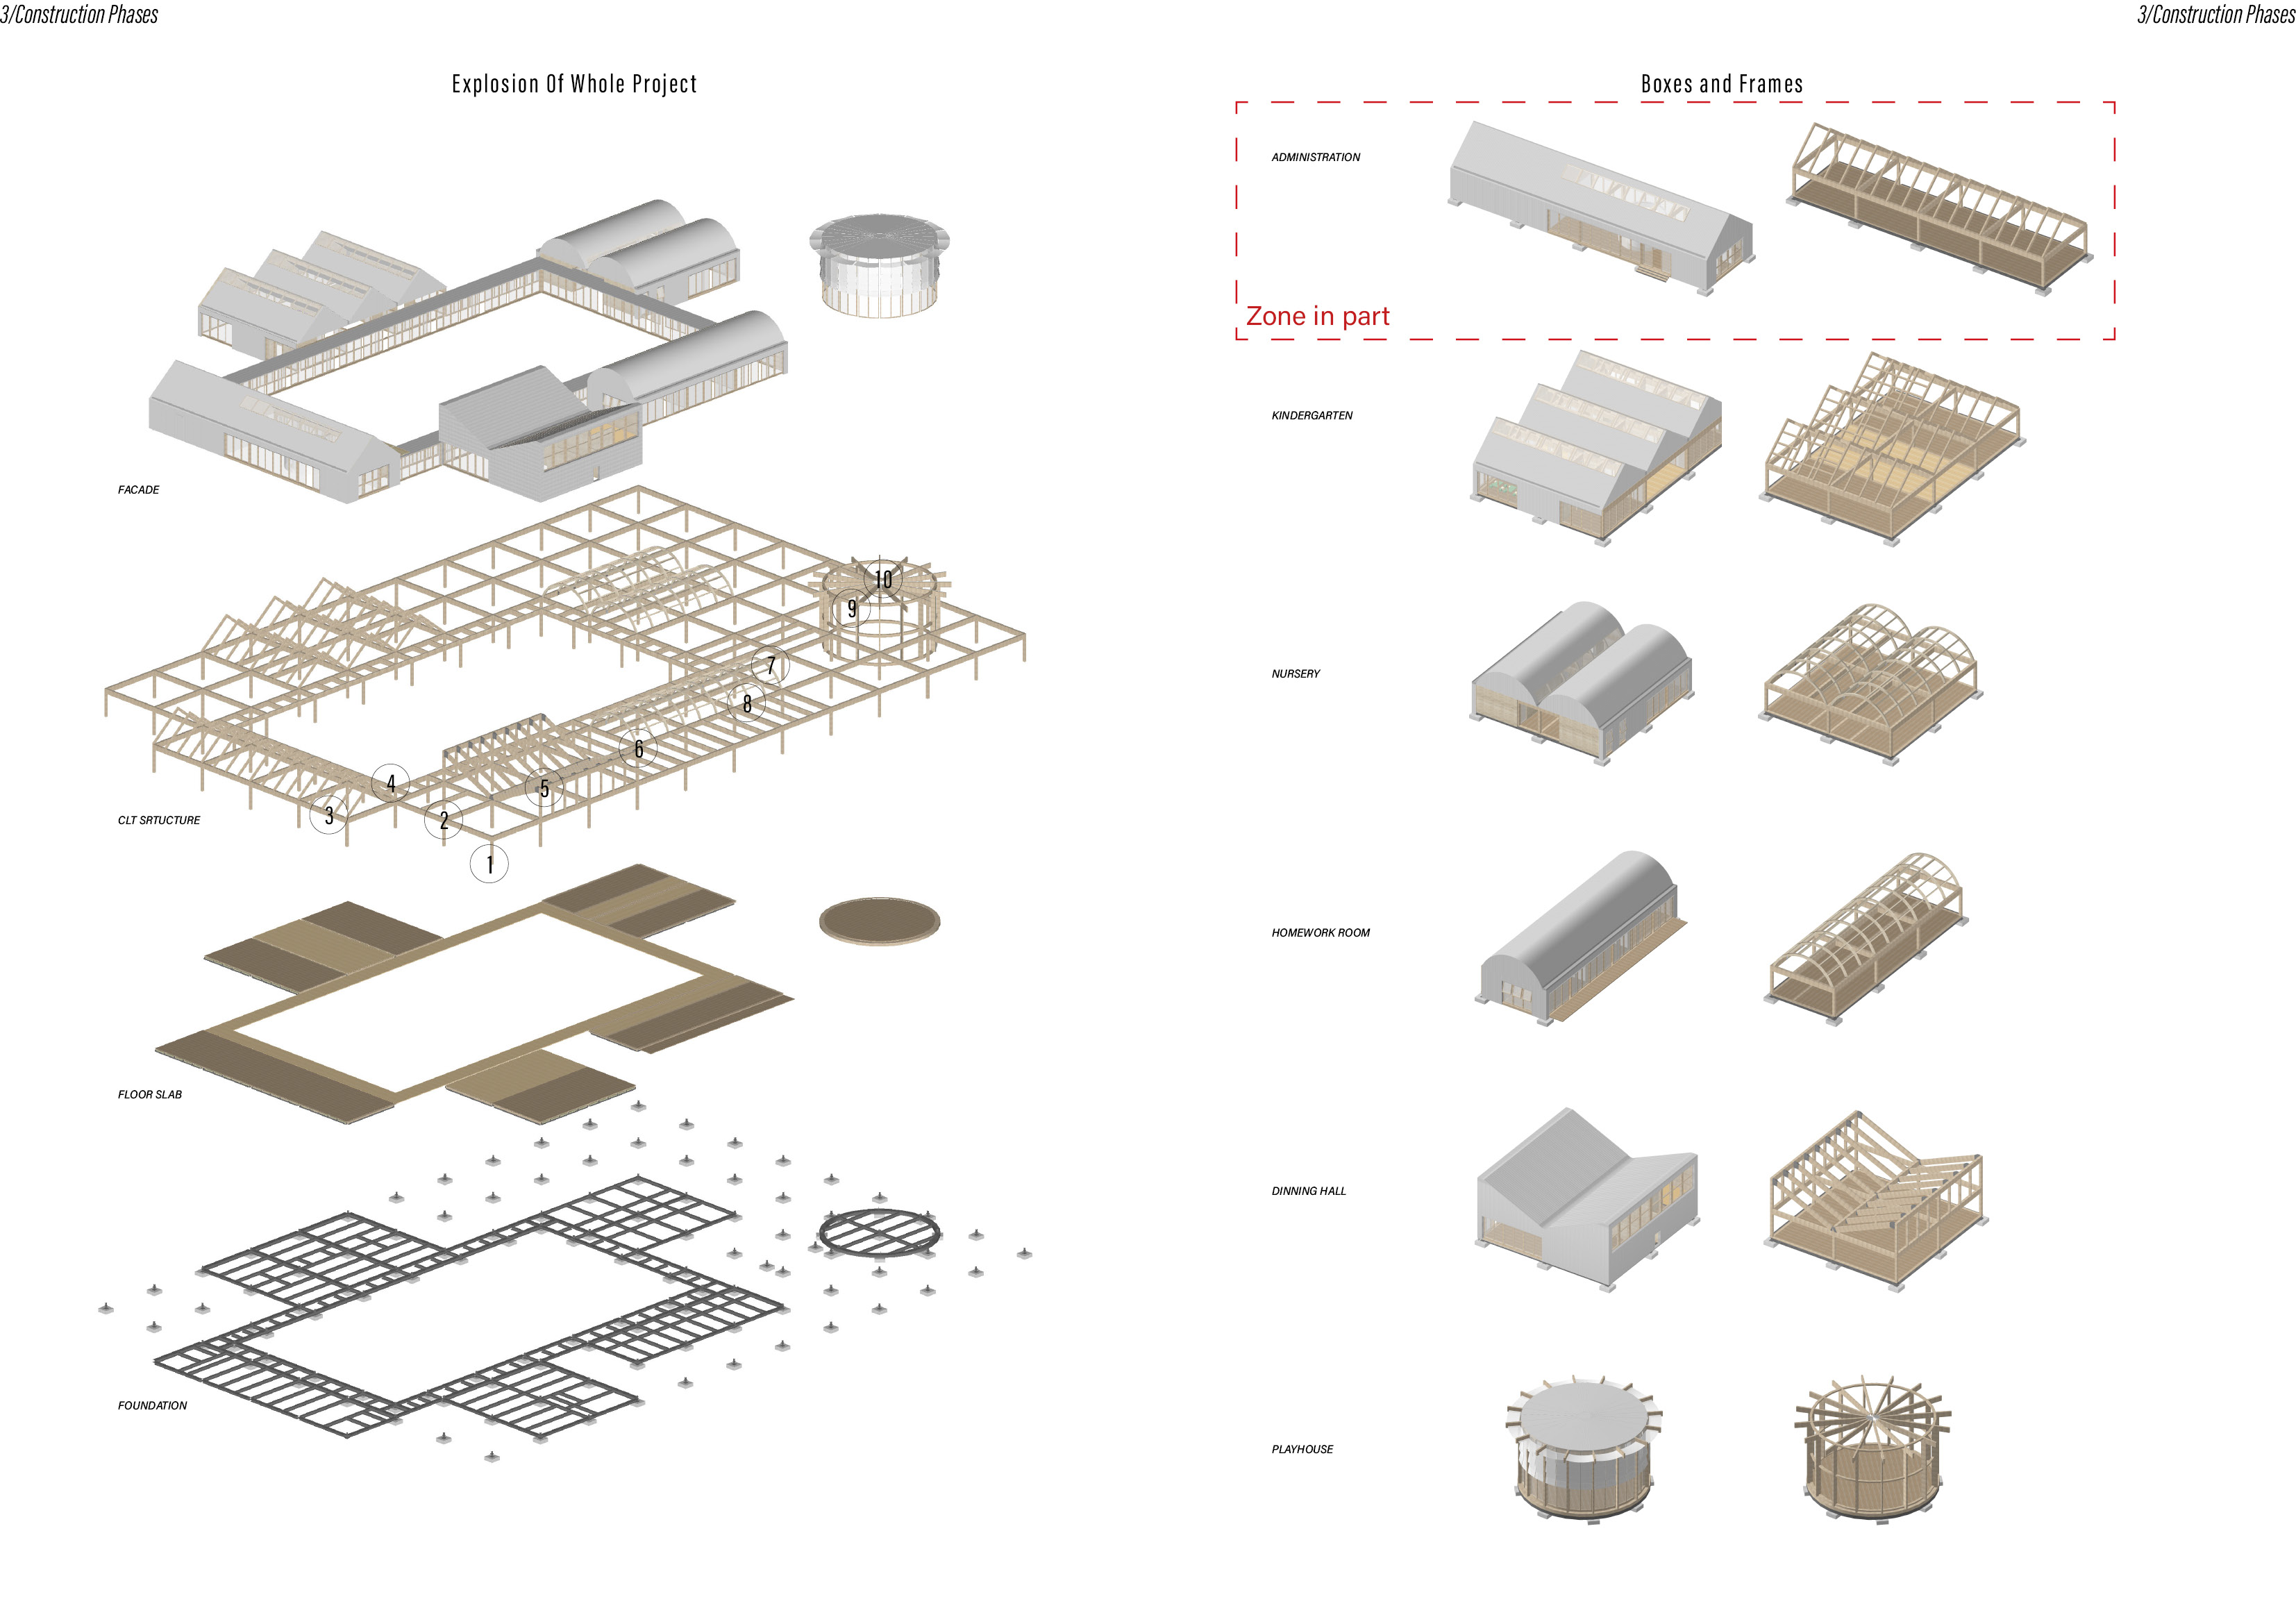 3/Construction Phases
3/Construction Phases
Explosion Of Whole Project
FACADE
10
9
7
8
6
5
4
3
2
1
CLT SRTUCTURE
FLOOR SLAB
FOUNDATION
Boxes and Frames
ADMINISTRATION
Zone in part
KINDERGARTEN
NURSERY
HOMEWORK ROOM
DINNING HALL
PLAYHOUSE